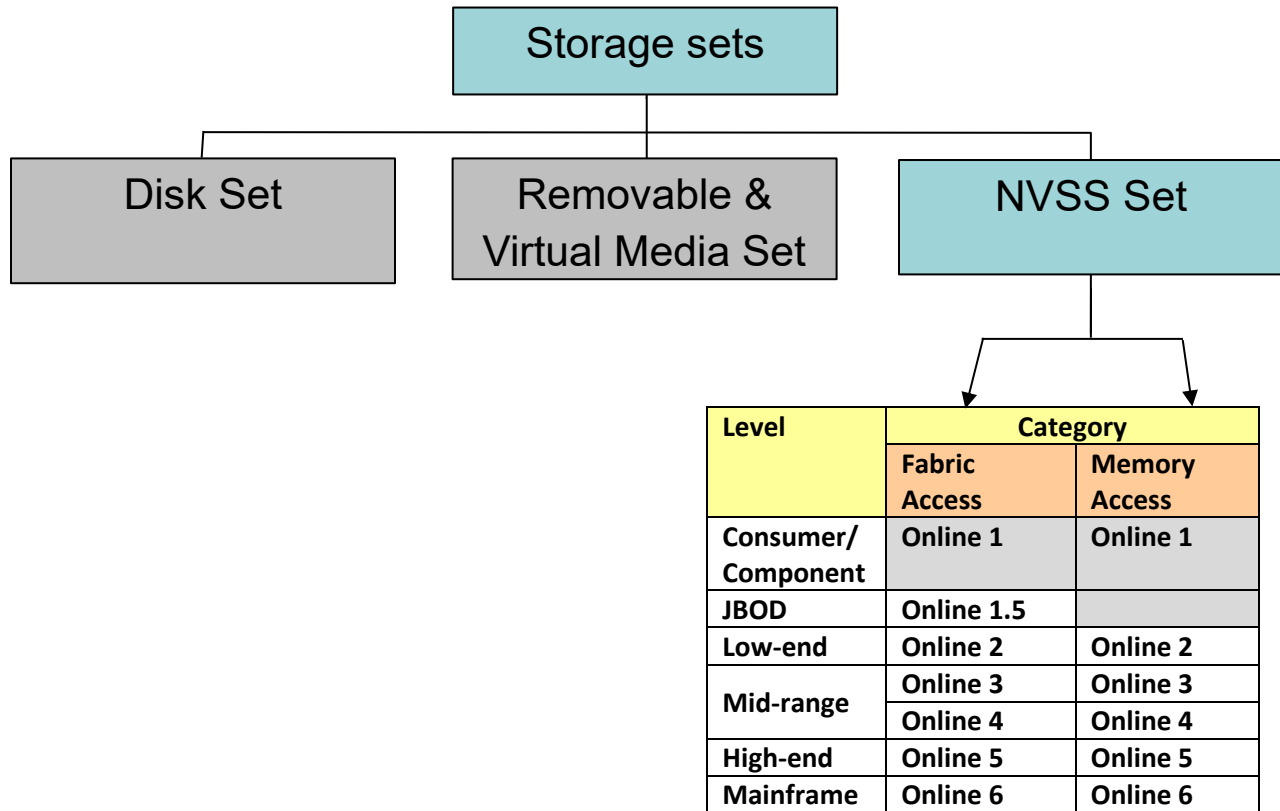 Storage sets
Disk Set
Removable &
Virtual Media Set
NVSS Set
Level
Category
Fabric
Access
Memory
Access
Consumer/
Component
Online 1
Online 1
JBOD
Online 1.5
Low-end
Online 2
Online 2
Mid-range
Online 3
Online 3
Online 4
Online 4
High-end
Online 5
Online 5
Mainframe
Online 6
Online 6